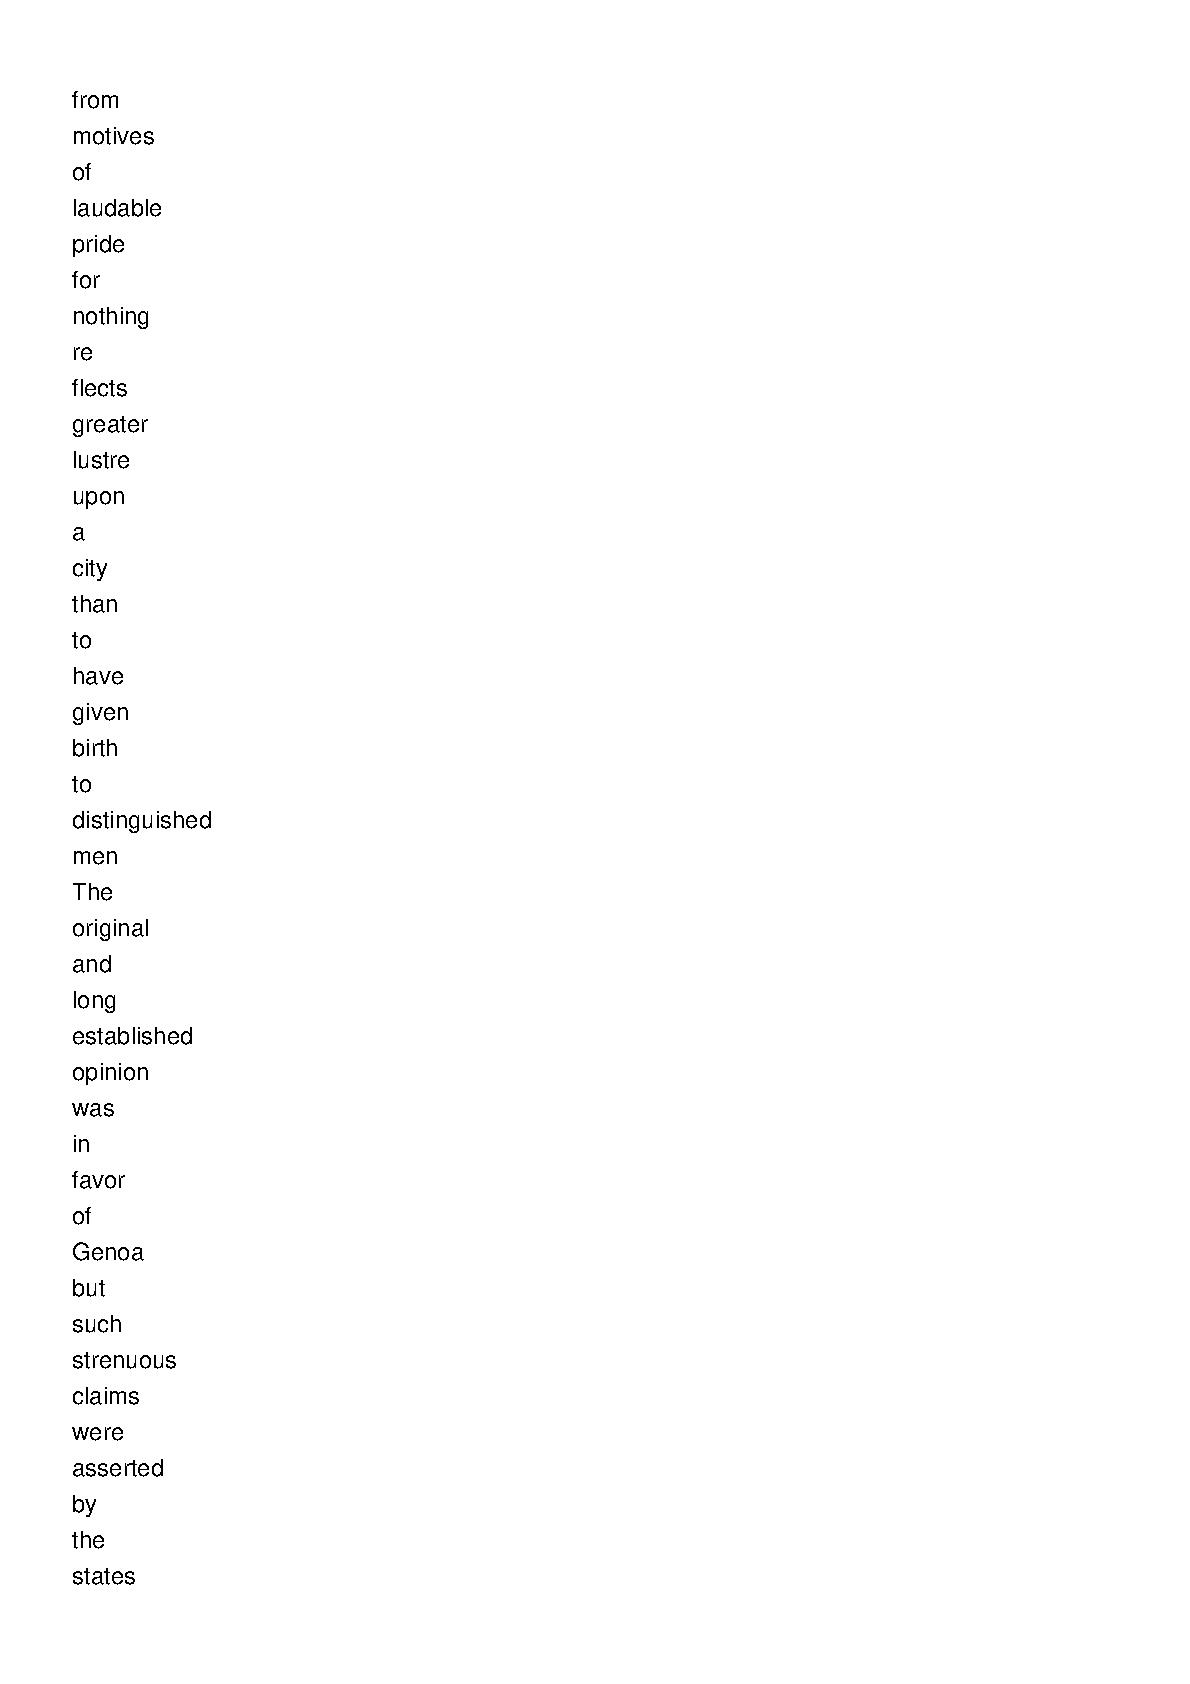 from
motives
of
laudable
pride
for
nothing
re
flects
greater
lustre
upon
a
city
than
to
have
given
birth
to
distinguished
men
The
original
and
long
established
opinion
was
in
favor
of
Genoa
but
such
strenuous
claims
were
asserted
by
the
states